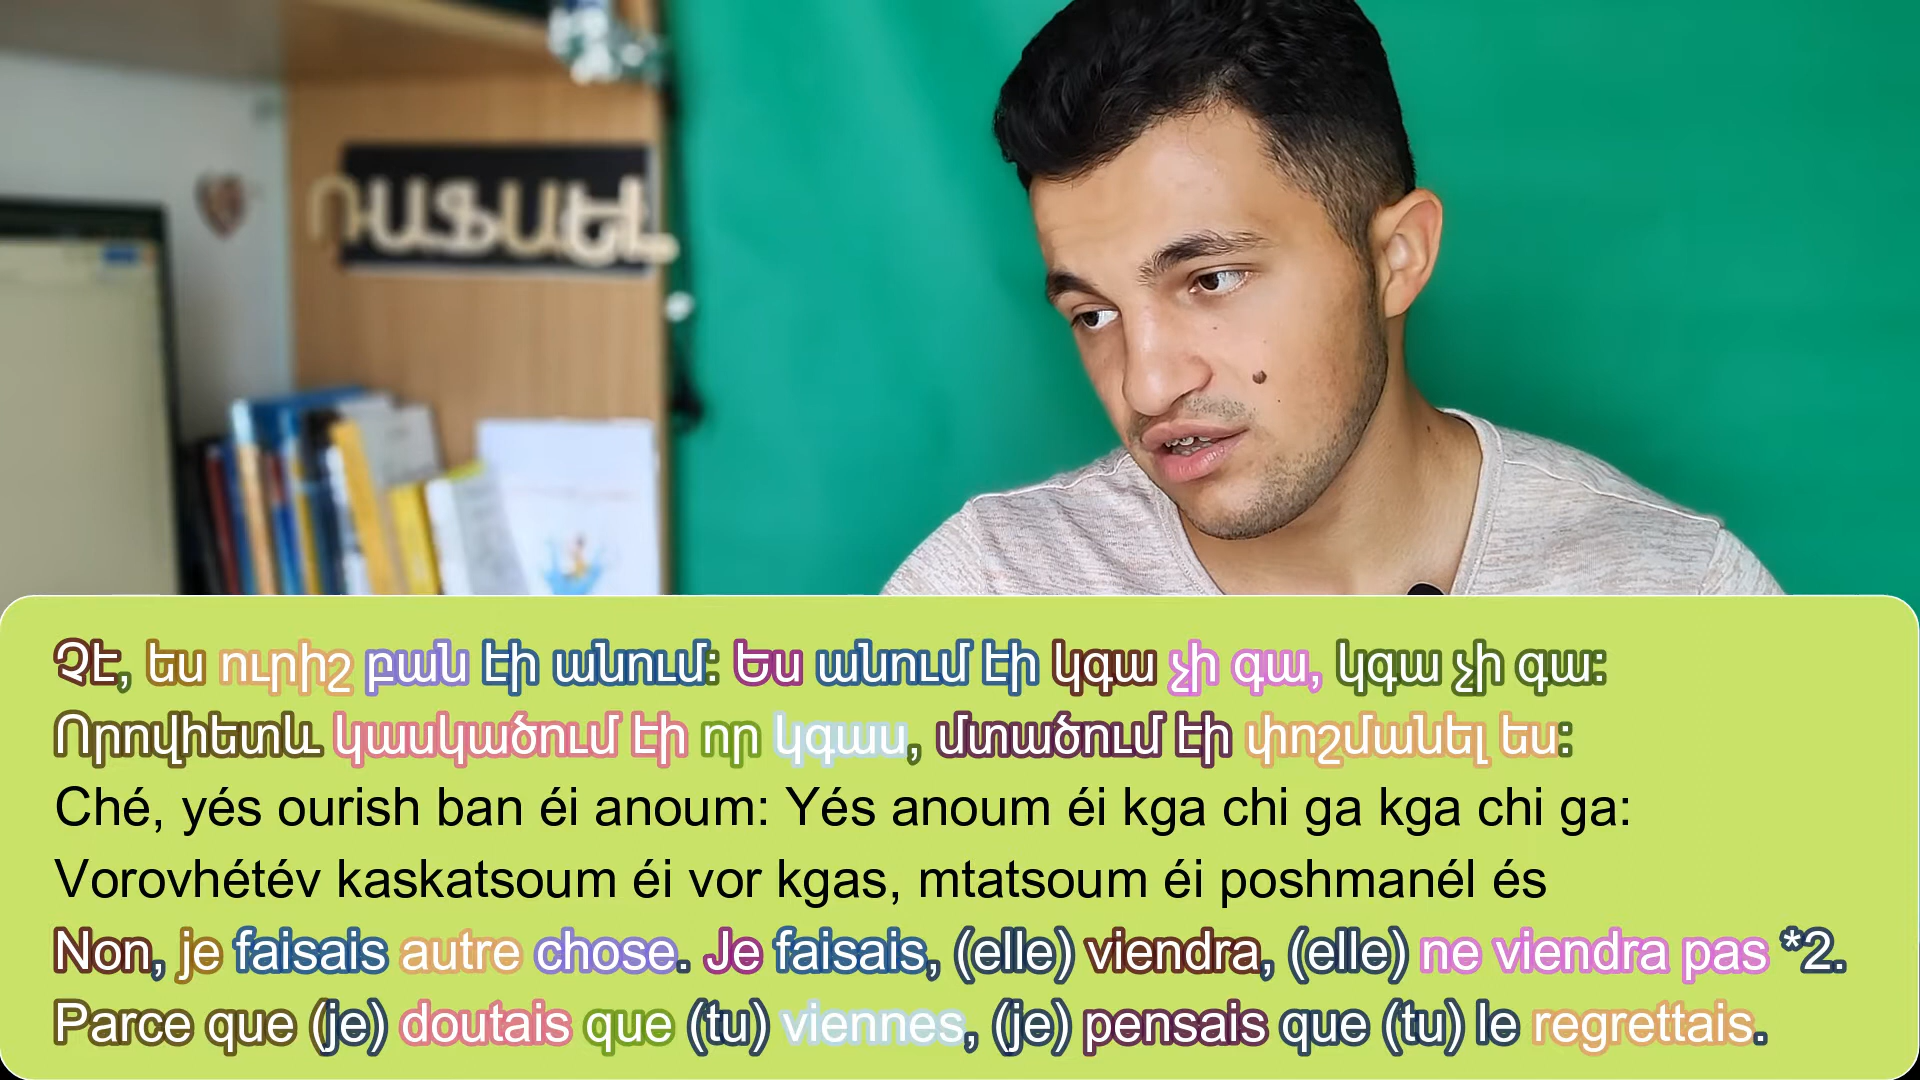 ՌԱՖԱԵԼ
Չէ, ես ուրիշ բան էի անում: Ես անում էի կգա չի գա, կգա չի գա:
Որովհետև կասկածում էի որ կգաս, մտածում էի փոշմանել ես:
Ché, yés ourish ban éi anoum: Yés anoum éi kga chi ga kga chi ga:
Vorovhétév kaskatsoum éi vor kgas, mtatsoum éi poshmanél és
Non, je faisais autre chose. Je faisais, (elle) viendra, (elle) ne viendra pas *2.
Parce que (je) doutais que (tu) viennes, (je) pensais que (tu) le regrettais.